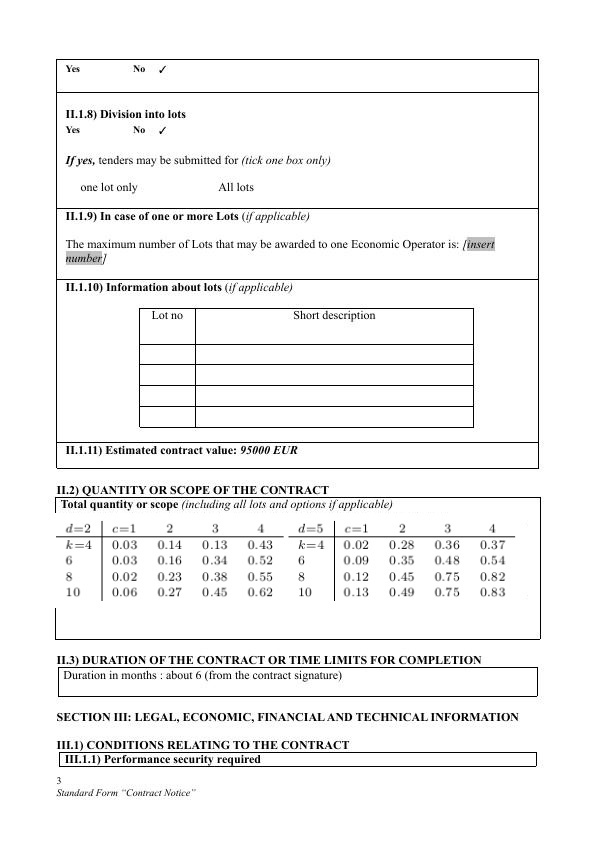 Yes No ✓
II.1.8) Division into lots
Yes No ✓
If yes, tenders may be submitted for (tick one box only)
one lot only All lots
II.1.9) In case of one or more Lots (if applicable)
The maximum number of Lots that may be awarded to one Economic Operator is: [insert
number]
II.1.10) Information about lots (if applicable)
Lot no Short description
II.1.11) Estimated contract value: 95000 EUR
II.2) QUANTITY OR SCOPE OF THE CONTRACT
Total quantity or scope (including all lots and options if applicable)
d=2 c=1 2 3 4 d=5 c=1 2 3 4
k=4 0.03 0.14 0.13 0.43 k=4 0.02 0.28 0.36 0.37
6 0.03 0.16 0.34 0.52 6 0.09 0.35 0.48 0.54
8 0.02 0.23 0.38 0.55 8 0.12 0.45 0.75 0.82
10 0.06 0.27 0.45 0.62 10 0.13 0.49 0.75 0.83
II.3) DURATION OF THE CONTRACT OR TIME LIMITS FOR COMPLETION
Duration in months : about 6 (from the contract signature)
SECTION III: LEGAL, ECONOMIC, FINANCIAL AND TECHNICAL INFORMATION
III.1) CONDITIONS RELATING TO THE CONTRACT
III.1.1) Performance security required
3
Standard Form “Contract Notice”